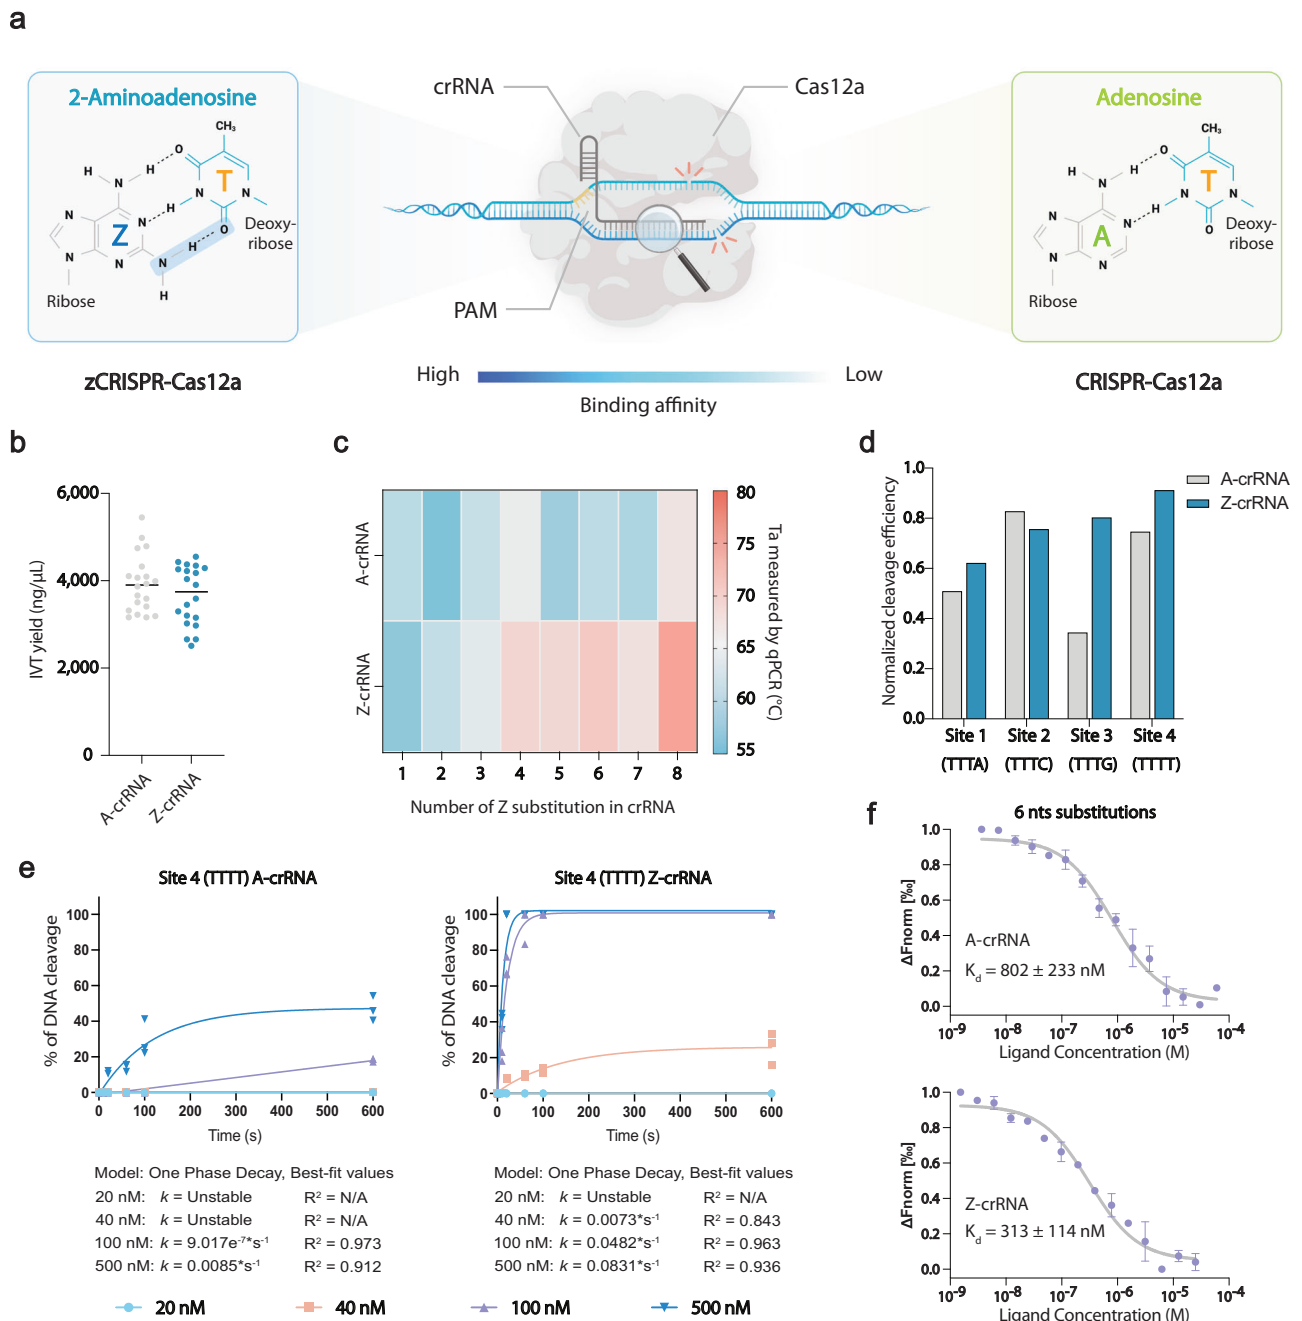 a
2-Aminoadenosine
CH₃
O
H
H
N
T
N
H
N
N
N
Z
O
Deoxy-
ribose
N
N
N
H
H
Ribose
zCRISPR-Cas12a
crRNA
Cas12a
PAM
High
Low
Binding affinity
Adenosine
CH₃
O
H
H
N
T
N
H
N
N
N
A
O
Deoxy-
ribose
N
N
Ribose
CRISPR-Cas12a
b
IVT yield (ng/µL)
6,000
4,000
2,000
0
A-crRNA
Z-crRNA
c
A-crRNA
Z-crRNA
1 2 3 4 5 6 7 8
Number of Z substitution in crRNA
80
75
70
65
60
55
Ta measured by qPCR (°C)
d
Normalized cleavage efficiency
1.0
0.8
0.6
0.4
0.2
0.0
Site 1 Site 2 Site 3 Site 4
(TTTA) (TTTC) (TTTG) (TTTT)
A-crRNA
Z-crRNA
e
Site 4 (TTTT) A-crRNA
% of DNA cleavage
100
80
60
40
20
0
0 100 200 300 400 500 600
Time (s)
Model: One Phase Decay, Best-fit values
20 nM: k = Unstable R² = N/A
40 nM: k = Unstable R² = N/A
100 nM: k = 9.017e⁻⁷*s⁻¹ R² = 0.973
500 nM: k = 0.0085*s⁻¹ R² = 0.912
Site 4 (TTTT) Z-crRNA
% of DNA cleavage
100
80
60
40
20
0
0 100 200 300 400 500 600
Time (s)
Model: One Phase Decay, Best-fit values
20 nM: k = Unstable R² = N/A
40 nM: k = 0.0073*s⁻¹ R² = 0.843
100 nM: k = 0.0482*s⁻¹ R² = 0.963
500 nM: k = 0.0831*s⁻¹ R² = 0.936
20 nM 40 nM 100 nM 500 nM
f
6 nts substitutions
ΔFnorm [‰]
1.0
0.8
0.6
0.4
0.2
0.0
A-crRNA
K_d = 802 ± 233 nM
10⁻⁹ 10⁻⁸ 10⁻⁷ 10⁻⁶ 10⁻⁵ 10⁻⁴
Ligand Concentration (M)
ΔFnorm [‰]
1.0
0.8
0.6
0.4
0.2
0.0
Z-crRNA
K_d = 313 ± 114 nM
10⁻⁹ 10⁻⁸ 10⁻⁷ 10⁻⁶ 10⁻⁵ 10⁻⁴
Ligand Concentration (M)